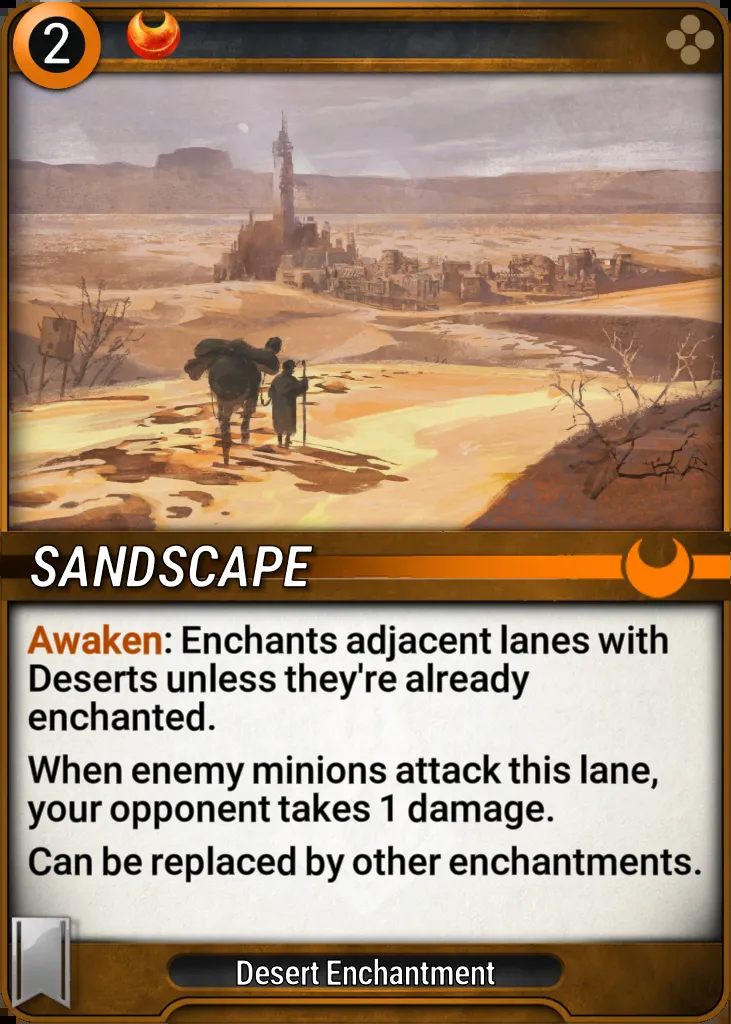 2
SANDSCAPE
Awaken: Enchants adjacent lanes with
Deserts unless they're already
enchanted.
When enemy minions attack this lane,
your opponent takes 1 damage.
Can be replaced by other enchantments.
Desert Enchantment